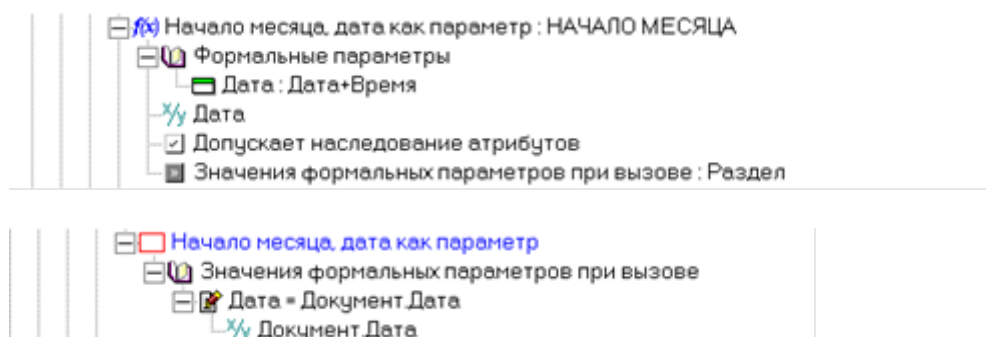 f(x) Начало месяца, дата как параметр : НАЧАЛО МЕСЯЦА
Формальные параметры
Дата : Дата+Время
x/y Дата
Допускает наследование атрибутов
Значения формальных параметров при вызове : Раздел
Начало месяца, дата как параметр
Значения формальных параметров при вызове
Дата = Документ.Дата
x/y Документ.Дата